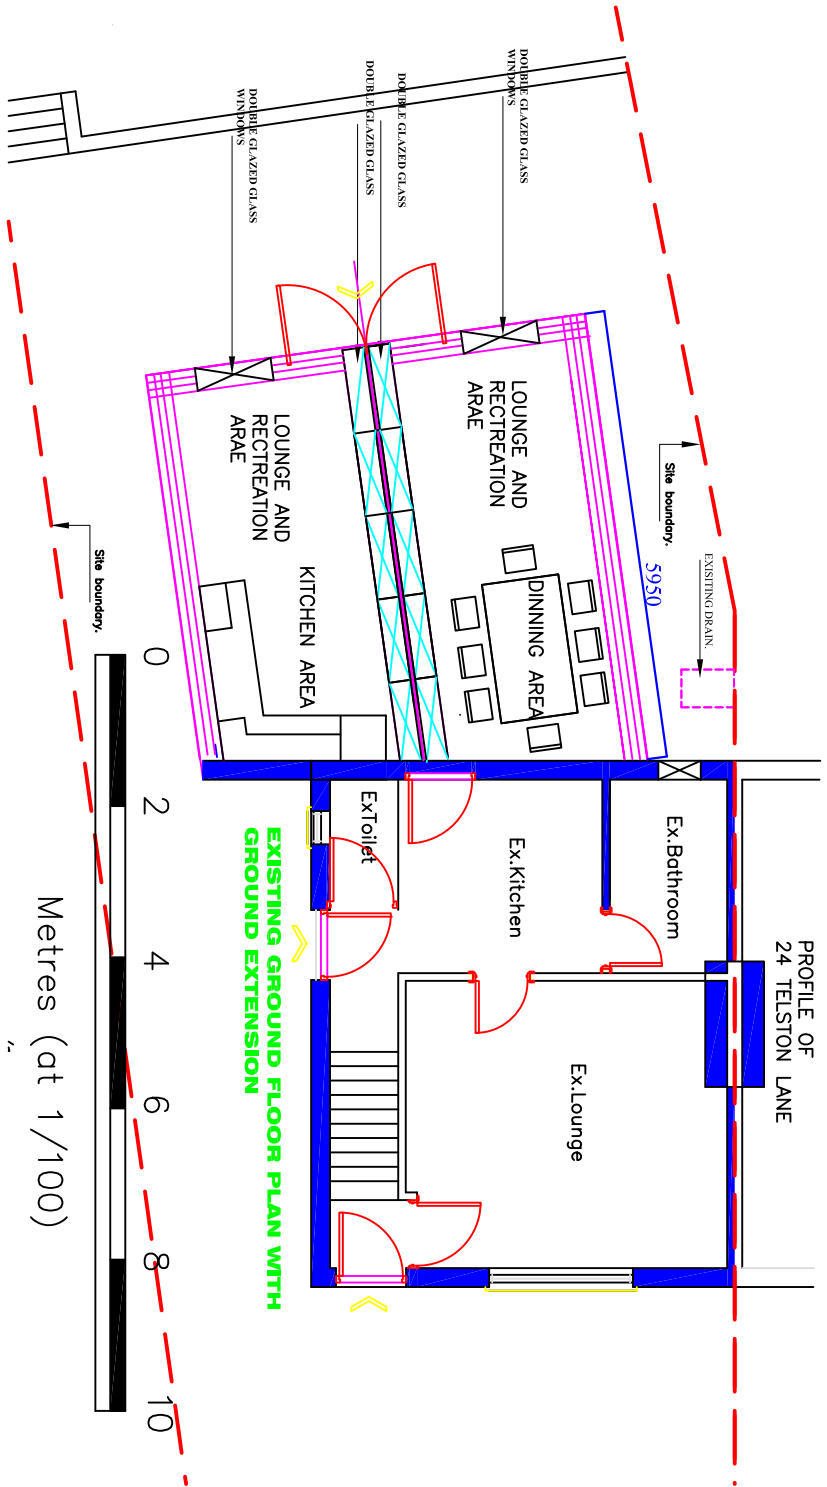 DOUBLE GLAZED GLASS
WINDOWS
DOUBLE GLAZED GLASS
DOUBLE GLAZED GLASS
DOUBLE GLAZED GLASS
WINDOWS
LOUNGE AND
RECTREATION
ARAE
LOUNGE AND
RECTREATION
ARAE
Site boundary.
EXISITING DRAIN.
5950
DINNING AREA
KITCHEN AREA
Site boundary.
0
2
4
6
8
10
Metres (at 1/100)
ExToilet
Ex.Kitchen
Ex.Bathroom
Ex.Lounge
PROFILE OF
24 TELSTON LANE
EXISTING GROUND FLOOR PLAN WITH
GROUND EXTENSION